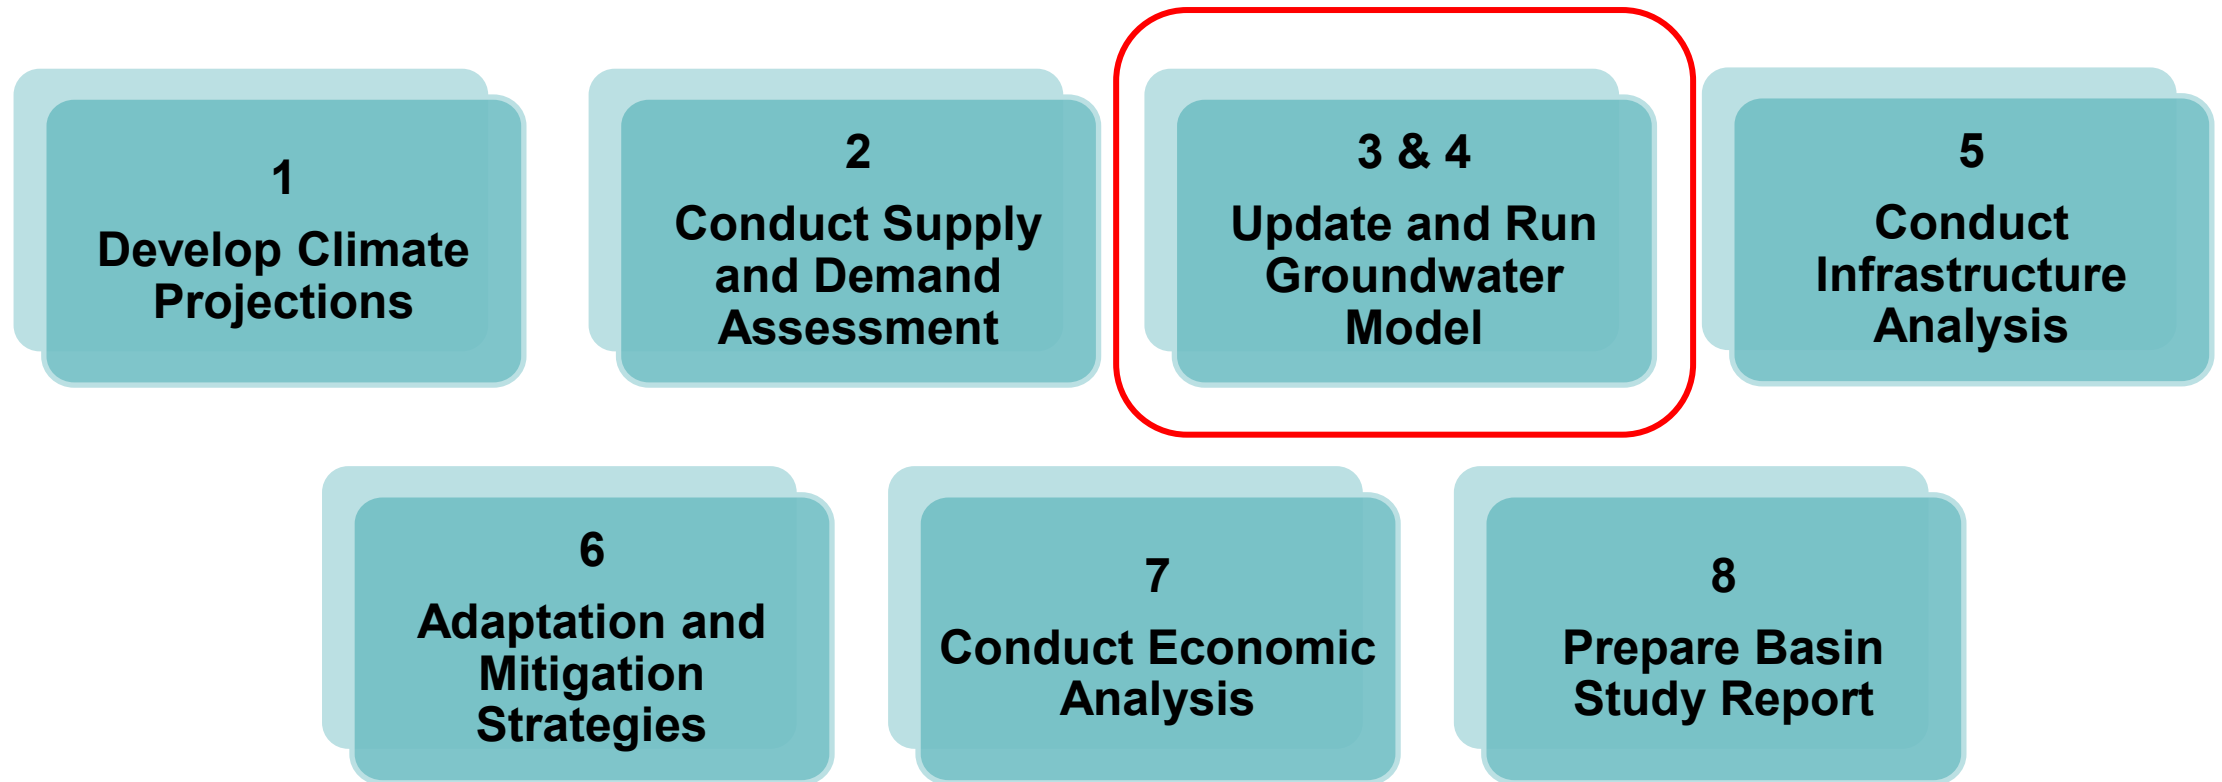 1
Develop Climate
Projections
2
Conduct Supply
and Demand
Assessment
3 & 4
Update and Run
Groundwater
Model
5
Conduct
Infrastructure
Analysis
6
Adaptation and
Mitigation
Strategies
7
Conduct Economic
Analysis
8
Prepare Basin
Study Report